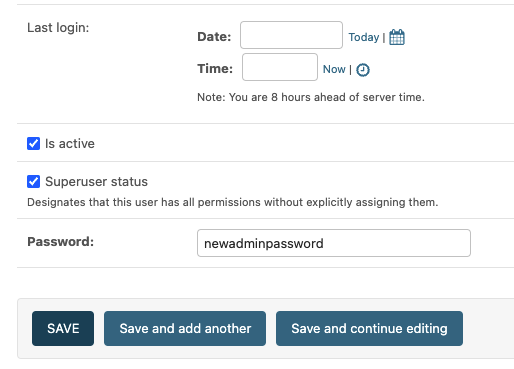 Last login:
Date:
Today |
Time:
Now |
Note: You are 8 hours ahead of server time.
Is active
Superuser status
Designates that this user has all permissions without explicitly assigning them.
Password:
newadminpassword
SAVE
Save and add another
Save and continue editing